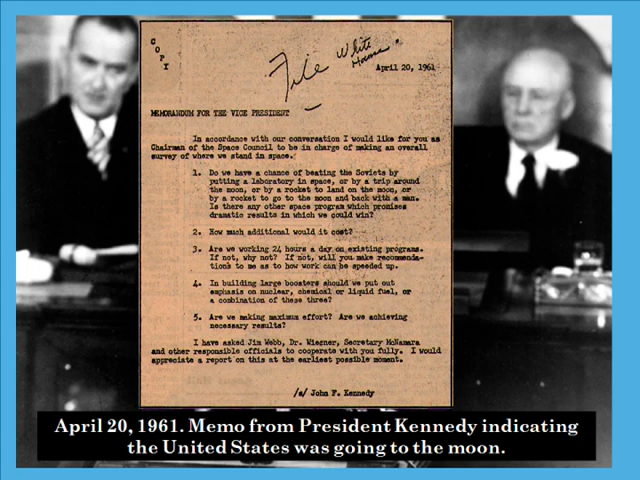 C
O
P
Y
File
White
House
April 20, 1961
MEMORANDUM FOR THE VICE PRESIDENT
In accordance with our conversation I would like for you as
Chairman of the Space Council to be in charge of making an overall
survey of where we stand in space.
1. Do we have a chance of beating the Soviets by
putting a laboratory in space, or by a trip around
the moon, or by a rocket to land on the moon, or
by a rocket to go to the moon and back with a man.
Is there any other space program which promises
dramatic results in which we could win?
2. How much additional would it cost?
3. Are we working 24 hours a day on existing programs.
If not, why not? If not, will you make recommenda-
tions to me as to how work can be speeded up.
4. In building large boosters should we put out
emphasis on nuclear, chemical or liquid fuel, or
a combination of these three?
5. Are we making maximum effort? Are we achieving
necessary results?
I have asked Jim Webb, Dr. Wiesner, Secretary McNamara
and other responsible officials to cooperate with you fully. I would
appreciate a report on this at the earliest possible moment.
/s/ John F. Kennedy
April 20, 1961. Memo from President Kennedy indicating
the United States was going to the moon.